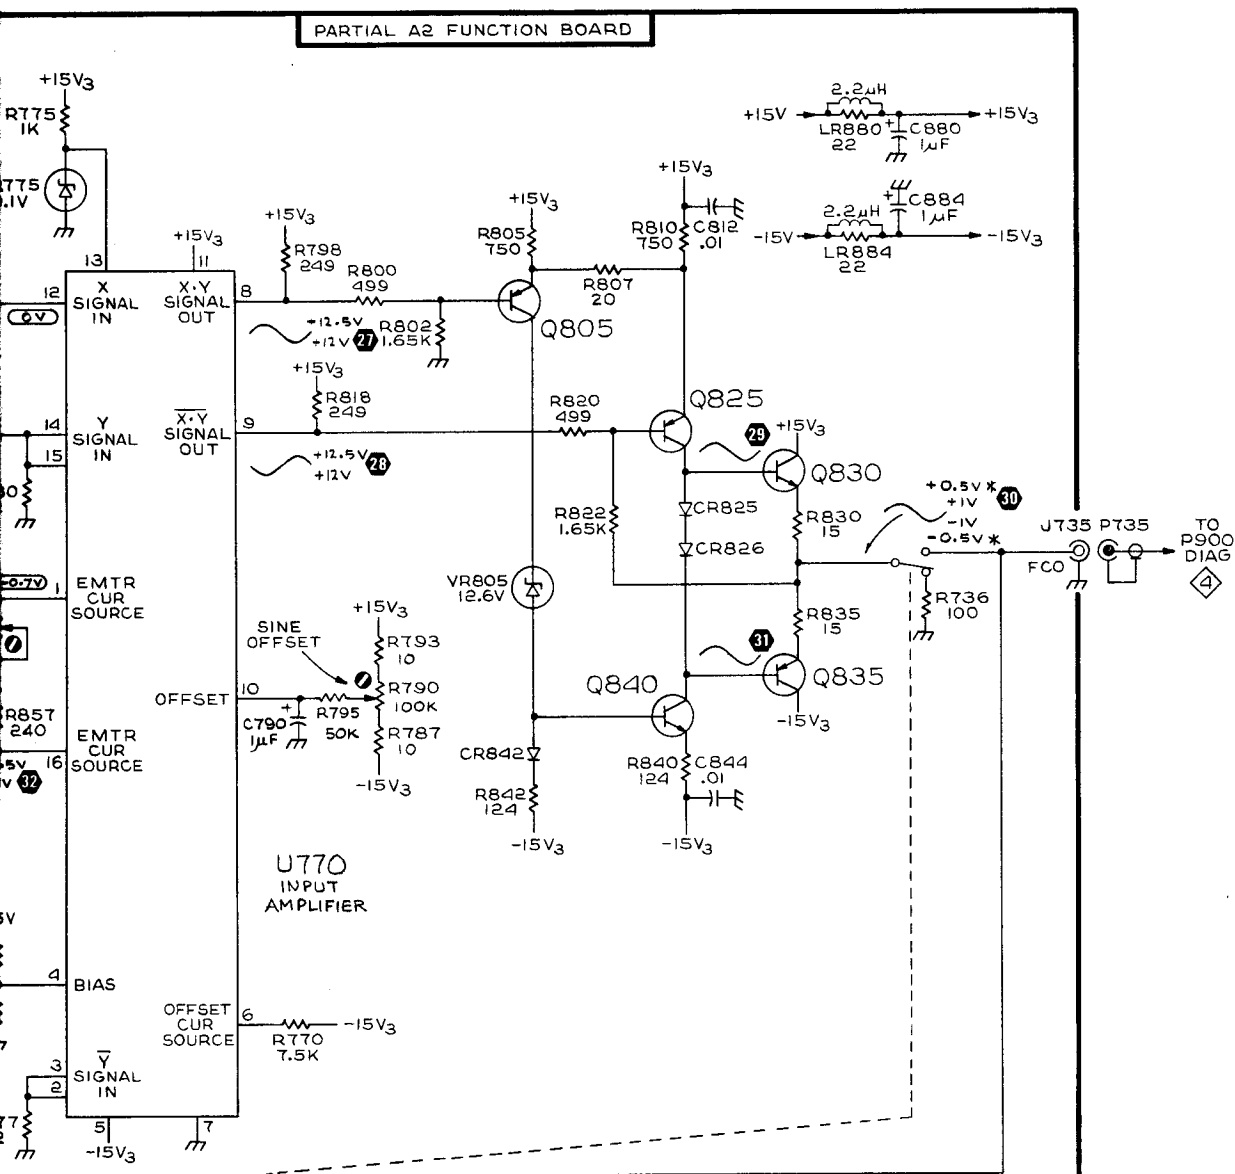 PARTIAL A2 FUNCTION BOARD
+15V3
R775
1K
775
.1V
+15V3
R798
249
R800
499
R802
1.65K
+12.5V
+12V
27
+15V3
R818
249
+12.5V
+12V
28
+15V3
R805
750
Q805
R807
20
+15V3
R810
750
C812
.01
2.2μH
+15V
LR880
22
C880
1μF
+15V3
2.2μH
-15V
LR884
22
C884
1μF
-15V3
R820
499
Q825
29
+15V3
Q830
R830
15
R822
1.65K
CR825
CR826
VR805
12.6V
R835
15
31
Q835
-15V3
Q840
R840
124
C844
.01
-15V3
CR842
R842
124
-15V3
+0.5V*
+1V
-1V
-0.5V*
30
R736
100
FCO
J735
P735
TO
P900
DIAG
4
13
+15V3
11
12
0V
X
SIGNAL
IN
X·Y
SIGNAL
OUT
8
14
15
Y
SIGNAL
IN
X·Y
SIGNAL
OUT
9
-0.7V
1
EMTR
CUR
SOURCE
SINE
OFFSET
+15V3
R793
10
R790
100K
R787
10
-15V3
OFFSET
10
C790
1μF
R795
50K
R857
240
16
EMTR
CUR
SOURCE
32
U770
INPUT
AMPLIFIER
4
BIAS
OFFSET
CUR
SOURCE
6
R770
7.5K
-15V3
3
2
Y
SIGNAL
IN
5
-15V3
7